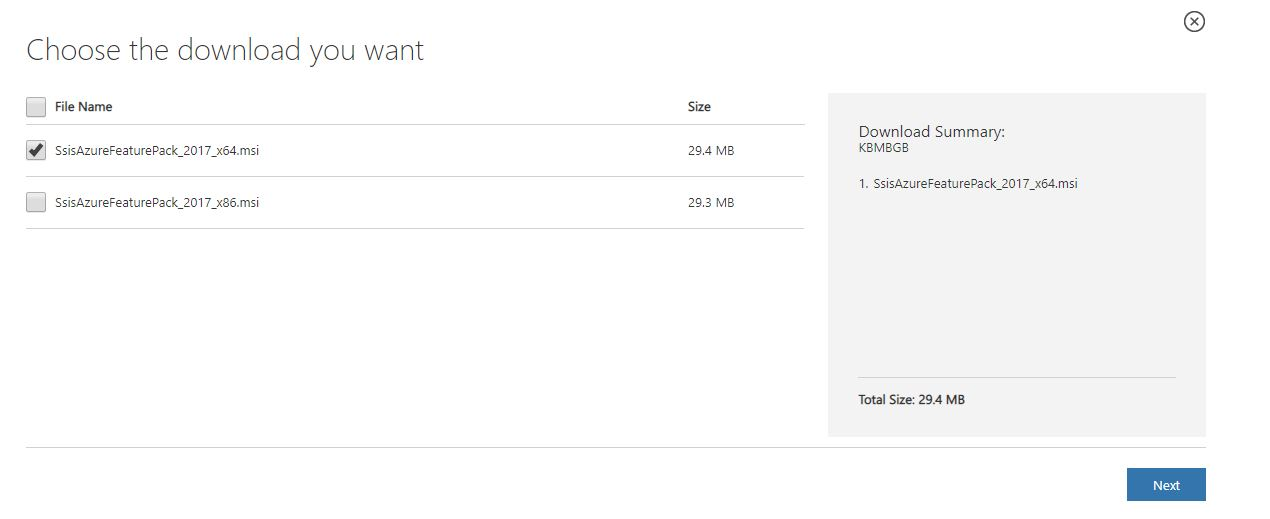 Choose the download you want
File Name Size
SsisAzureFeaturePack_2017_x64.msi 29.4 MB
SsisAzureFeaturePack_2017_x86.msi 29.3 MB
Download Summary:
KBMBGB
1. SsisAzureFeaturePack_2017_x64.msi
Total Size: 29.4 MB
Next